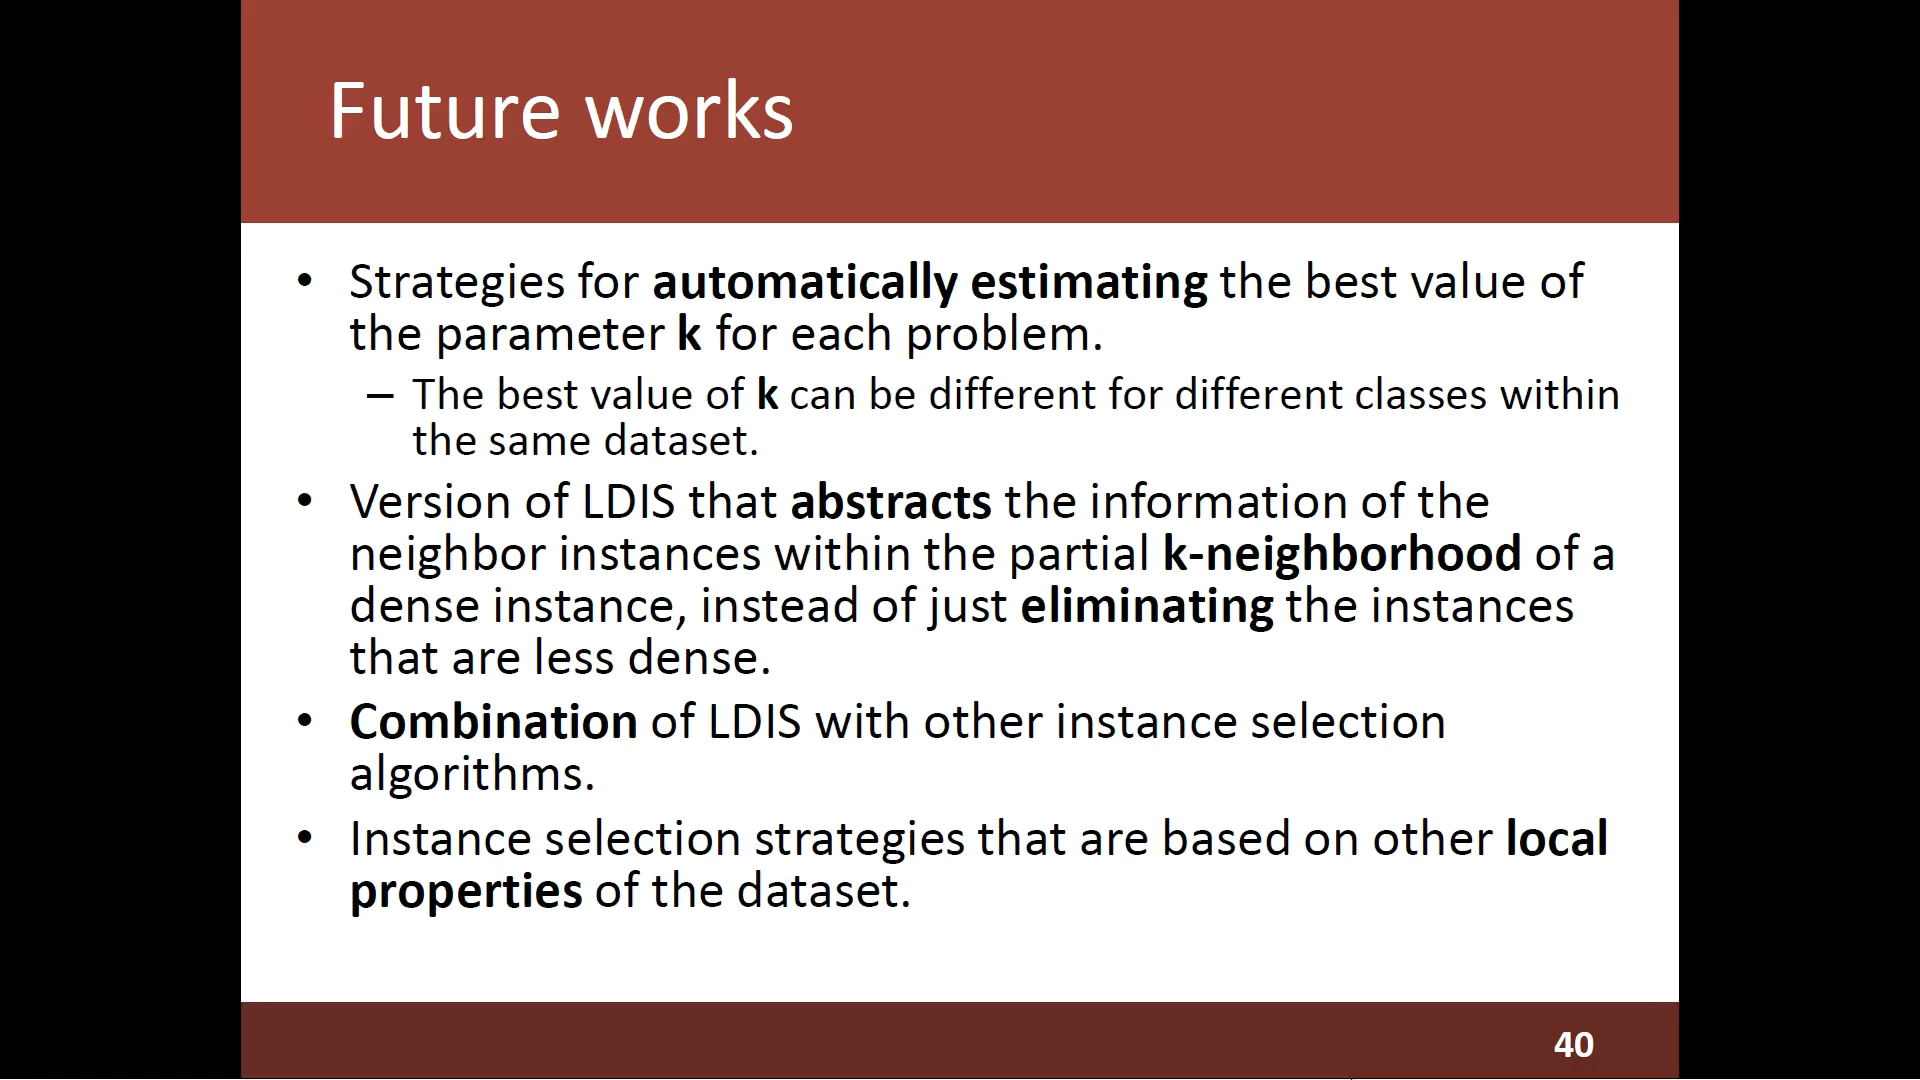 Future works
• Strategies for automatically estimating the best value of
the parameter k for each problem.
– The best value of k can be different for different classes within
the same dataset.
• Version of LDIS that abstracts the information of the
neighbor instances within the partial k-neighborhood of a
dense instance, instead of just eliminating the instances
that are less dense.
• Combination of LDIS with other instance selection
algorithms.
• Instance selection strategies that are based on other local
properties of the dataset.
40